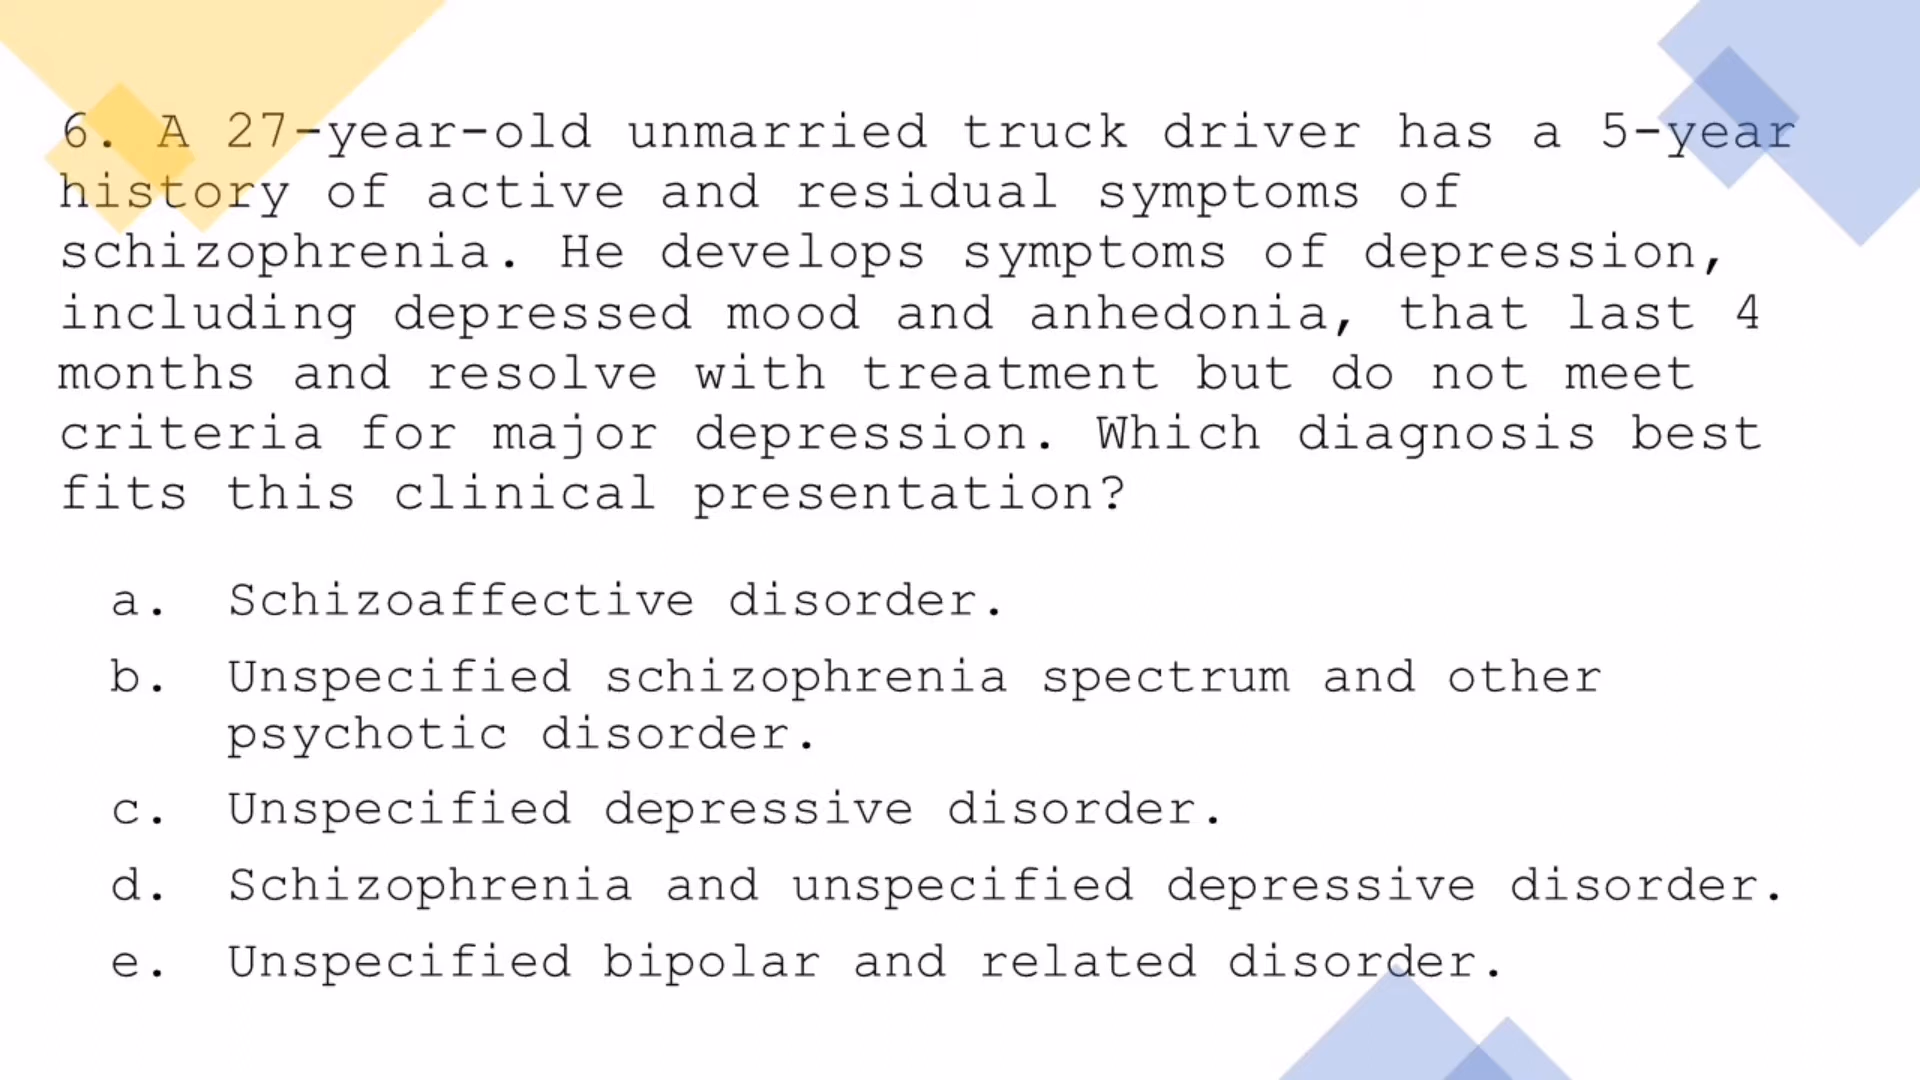 6. A 27-year-old unmarried truck driver has a 5-year
history of active and residual symptoms of
schizophrenia. He develops symptoms of depression,
including depressed mood and anhedonia, that last 4
months and resolve with treatment but do not meet
criteria for major depression. Which diagnosis best
fits this clinical presentation?
a. Schizoaffective disorder.
b. Unspecified schizophrenia spectrum and other
psychotic disorder.
c. Unspecified depressive disorder.
d. Schizophrenia and unspecified depressive disorder.
e. Unspecified bipolar and related disorder.